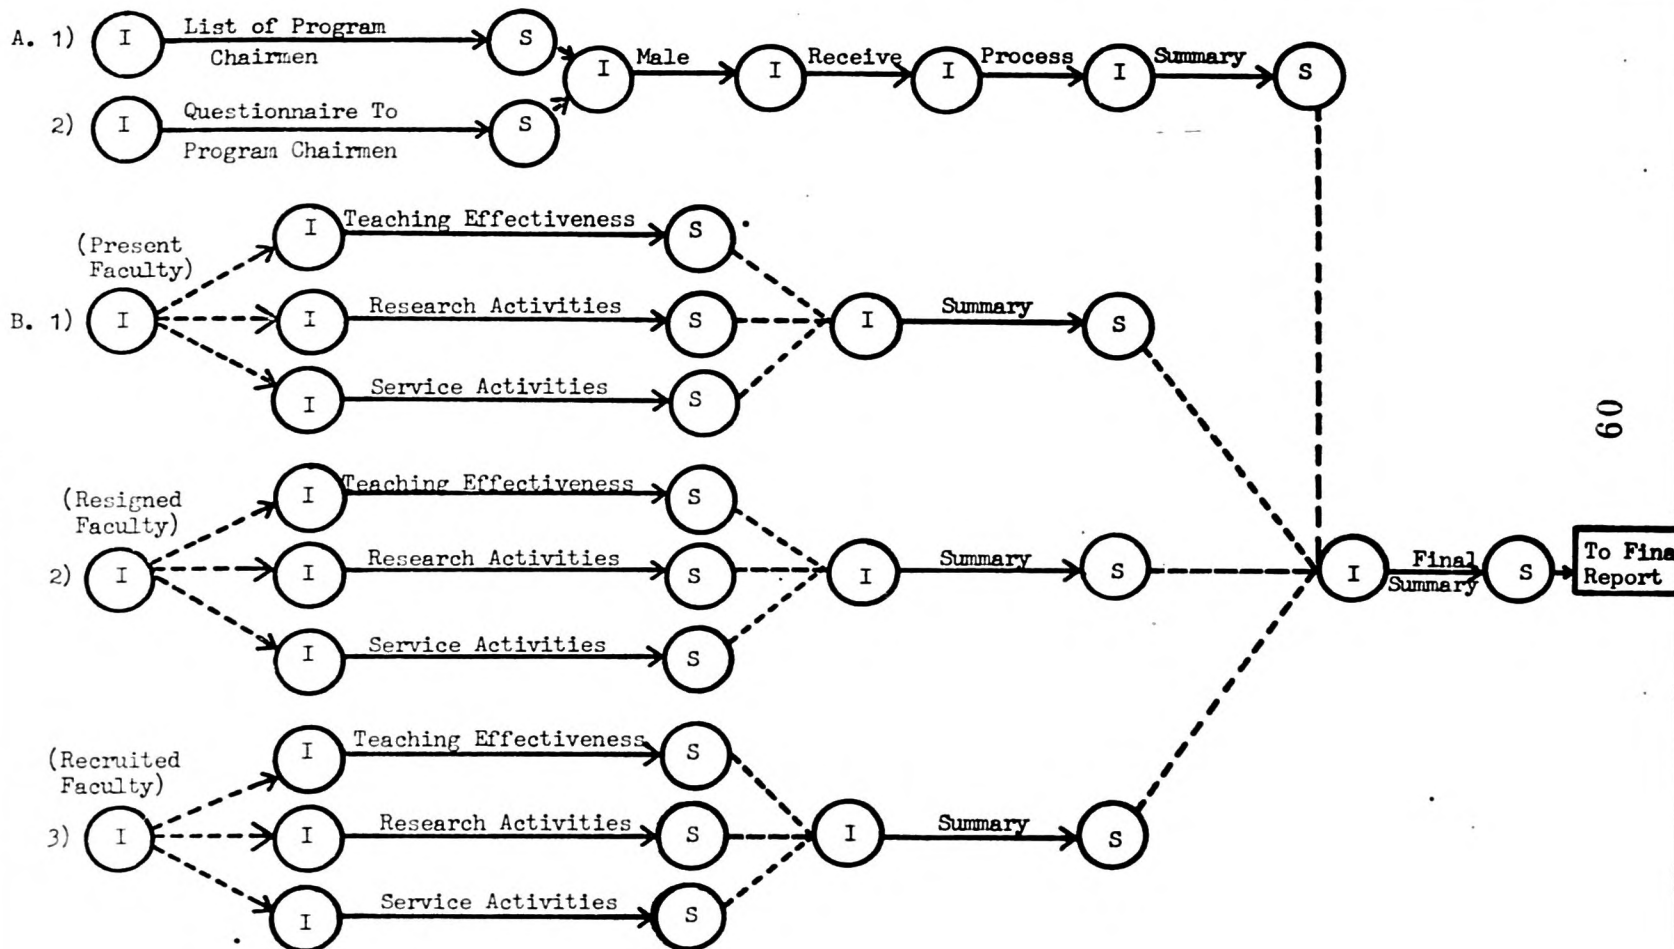 A. 1) I List of Program Chairmen S
I Male I Receive I Process I Summary S
2) I Questionnaire To Program Chairmen S
(Present
Faculty)
I Teaching Effectiveness S
B. 1) I I Research Activities S I Summary S
I Service Activities S
60
(Resigned
Faculty)
I Teaching Effectiveness S
2) I I Research Activities S I Summary S
I Service Activities S
I Final Summary S To Fina
Report
(Recruited
Faculty)
I Teaching Effectiveness S
3) I I Research Activities S I Summary S
I Service Activities S